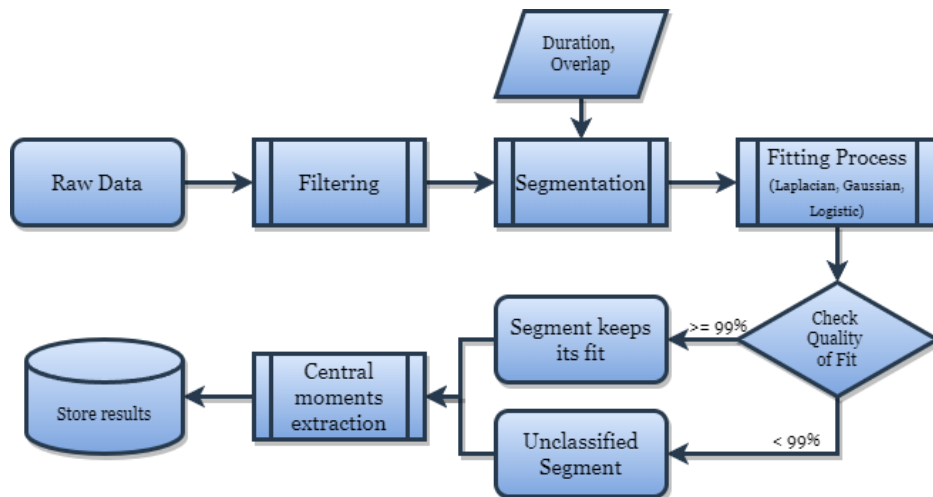 Duration,
Overlap
Raw Data
Filtering
Segmentation
Fitting Process
(Laplacian, Gaussian,
Logistic)
Check
Quality
of Fit
>= 99%
Segment keeps
its fit
< 99%
Unclassified
Segment
Central
moments
extraction
Store results